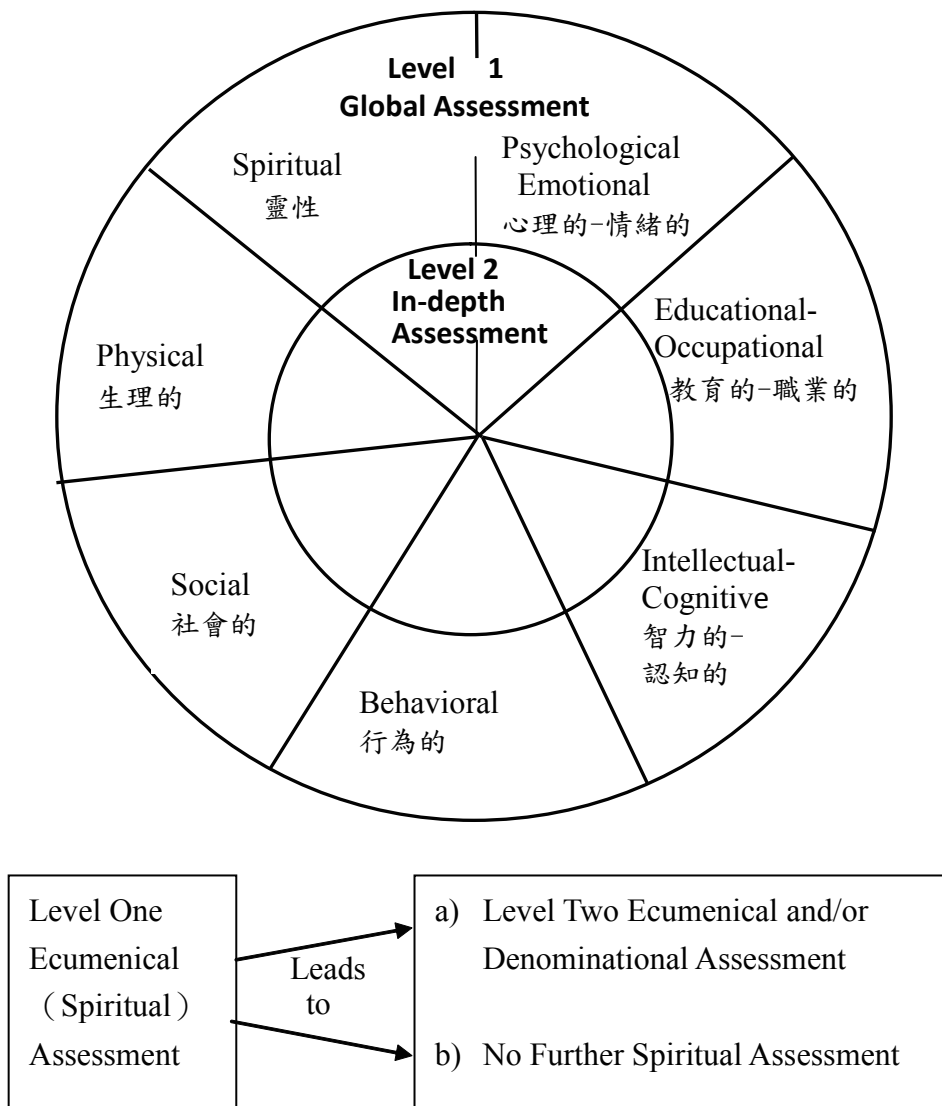 Level 1
Global Assessment
Spiritual
靈性
Psychological
Emotional
心理的-情緒的
Level 2
In-depth
Assessment
Educational-
Occupational
教育的-職業的
Physical
生理的
Intellectual-
Cognitive
智力的-
認知的
Social
社會的
Behavioral
行為的
Level One
Ecumenical
（Spiritual）
Assessment
Leads
to
a) Level Two Ecumenical and/or
Denominational Assessment
b) No Further Spiritual Assessment